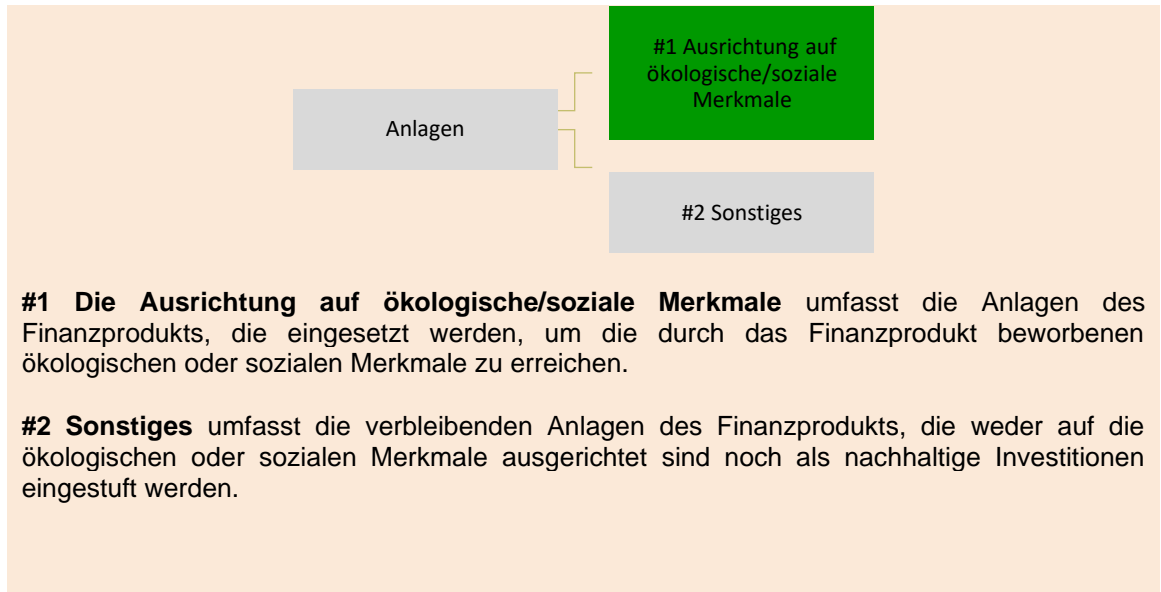 #1 Ausrichtung auf
ökologische/soziale
Merkmale
Anlagen
#2 Sonstiges
#1 Die Ausrichtung auf ökologische/soziale Merkmale umfasst die Anlagen des
Finanzprodukts, die eingesetzt werden, um die durch das Finanzprodukt beworbenen
ökologischen oder sozialen Merkmale zu erreichen.
#2 Sonstiges umfasst die verbleibenden Anlagen des Finanzprodukts, die weder auf die
ökologischen oder sozialen Merkmale ausgerichtet sind noch als nachhaltige Investitionen
eingestuft werden.